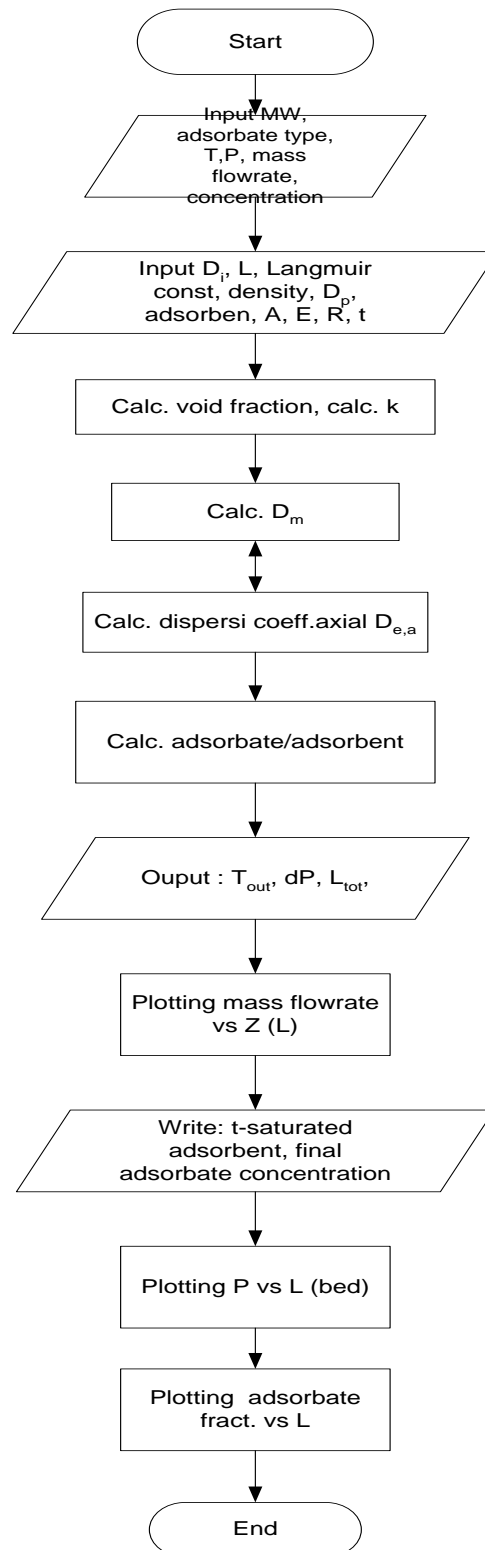 Start
Input MW,
adsorbate type,
T,P, mass
flowrate,
concentration
Input Di, L, Langmuir
const, density, Dp,
adsorben, A, E, R, t
Calc. void fraction, calc. k
Calc. Dm
Calc. dispersi coeff.axial De,a
Calc. adsorbate/adsorbent
Ouput : Tout, dP, Ltot,
Plotting mass flowrate
vs Z (L)
Write: t-saturated
adsorbent, final
adsorbate concentration
Plotting P vs L (bed)
Plotting adsorbate
fract. vs L
End